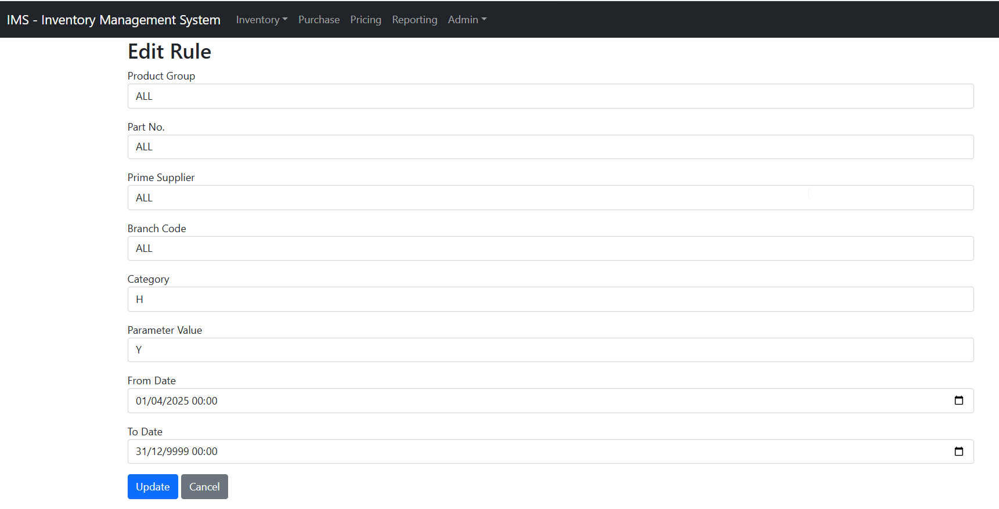 IMS - Inventory Management System Inventory Purchase Pricing Reporting Admin
Edit Rule
Product Group
ALL
Part No.
ALL
Prime Supplier
ALL
Branch Code
ALL
Category
H
Parameter Value
Y
From Date
01/04/2025 00:00
To Date
31/12/9999 00:00
Update Cancel